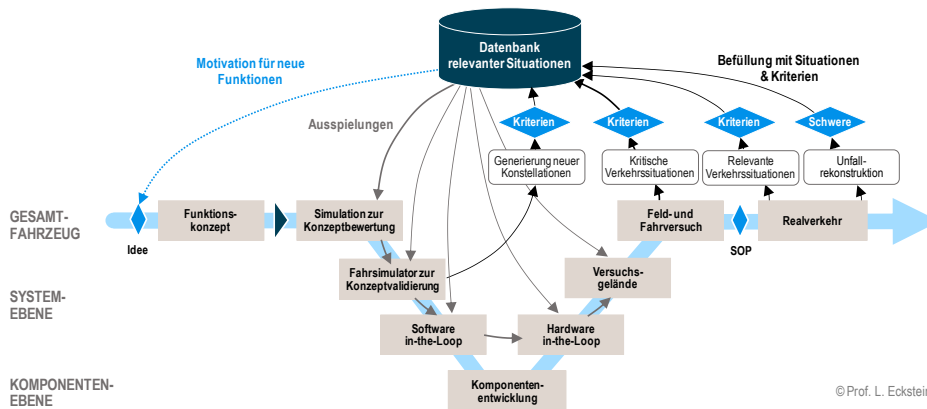 Datenbank
relevanter Situationen
Motivation für neue
Funktionen
Befüllung mit Situationen
& Kriterien
Ausspielungen
Kriterien
Kriterien
Kriterien
Schwere
Generierung neuer
Konstellationen
Kritische
Verkehrssituationen
Relevante
Verkehrssituationen
Unfall-
rekonstruktion
GESAMT-
FAHRZEUG
Idee
Funktions-
konzept
Simulation zur
Konzeptbewertung
Feld- und
Fahrversuch
SOP
Realverkehr
Fahrsimulator zur
Konzeptvalidierung
Versuchs-
gelände
SYSTEM-
EBENE
Software
in-the-Loop
Hardware
in-the-Loop
KOMPONENTEN-
EBENE
Komponenten-
entwicklung
© Prof. L. Eckstein